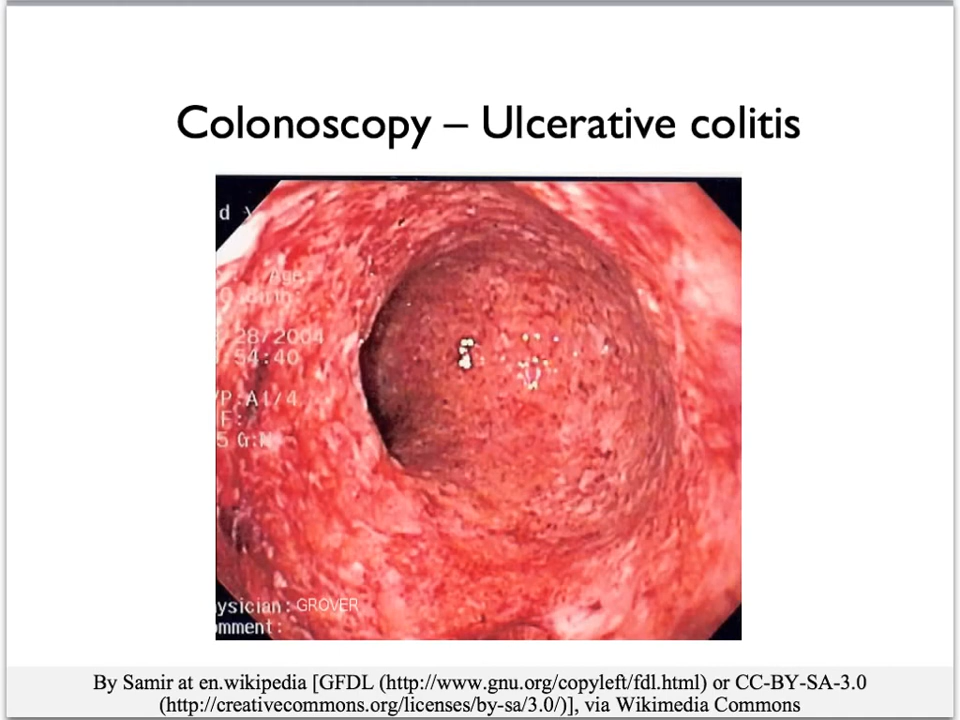 Colonoscopy – Ulcerative colitis
d
Age:
28/2004
54:40
/P:A1/4
F:
5 G:N
ysician: GROVER
mment:
By Samir at en.wikipedia [GFDL (http://www.gnu.org/copyleft/fdl.html) or CC-BY-SA-3.0
(http://creativecommons.org/licenses/by-sa/3.0/)], via Wikimedia Commons